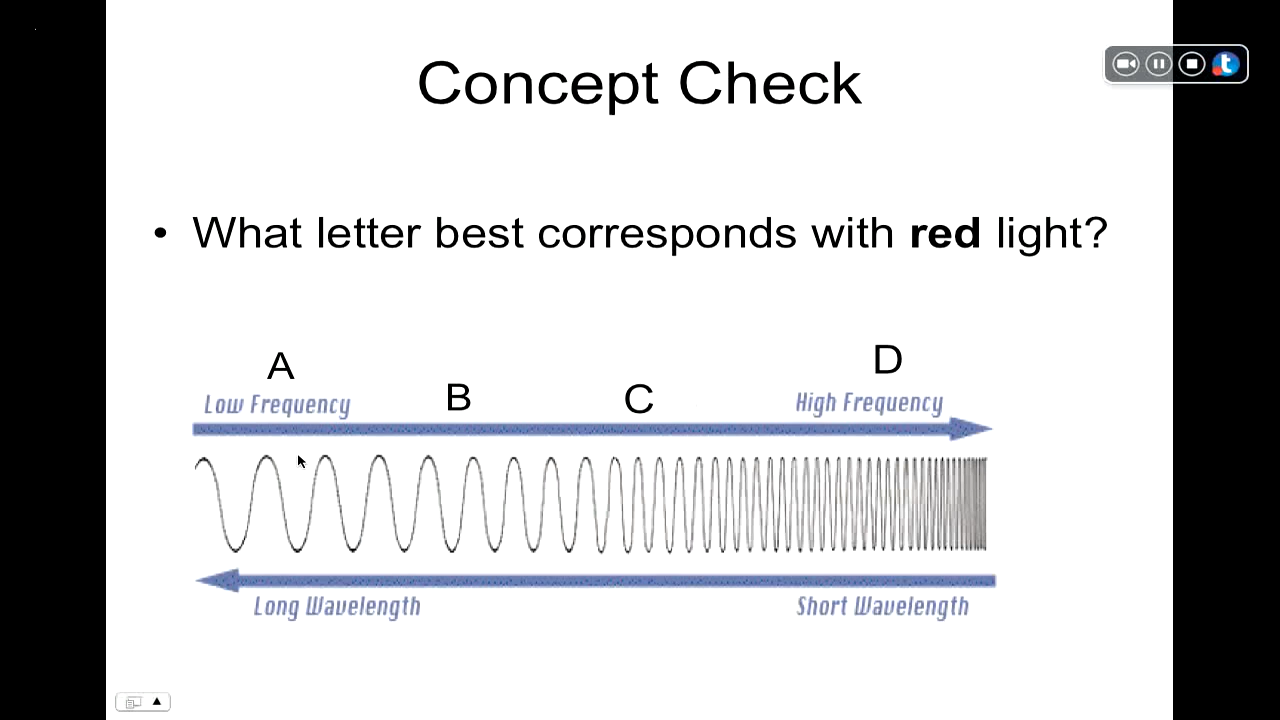 Concept Check
• What letter best corresponds with red light?
A
B
C
D
Low Frequency
High Frequency
Long Wavelength
Short Wavelength
t